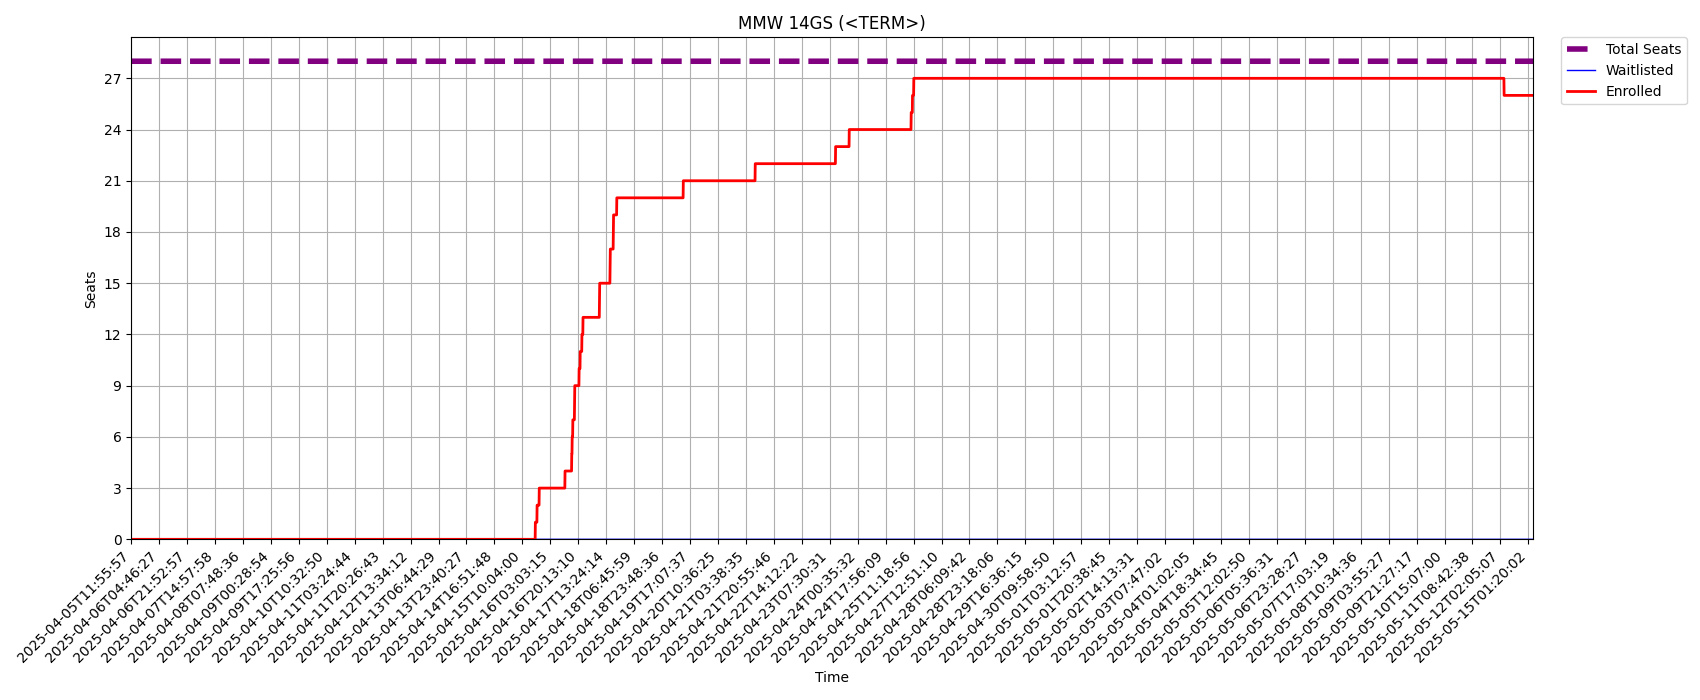 MMW 14GS (<TERM>)
Total Seats
Waitlisted
Enrolled
Seats
27
24
21
18
15
12
9
6
3
0
2025-04-05T11:55:57
2025-04-06T04:46:27
2025-04-06T21:52:57
2025-04-07T14:57:58
2025-04-08T07:48:36
2025-04-09T00:28:54
2025-04-09T17:25:56
2025-04-10T10:32:50
2025-04-11T03:24:44
2025-04-11T20:26:43
2025-04-12T13:34:12
2025-04-13T06:44:29
2025-04-13T23:40:27
2025-04-14T16:51:48
2025-04-15T10:04:00
2025-04-16T03:03:15
2025-04-16T20:13:10
2025-04-17T13:24:14
2025-04-18T06:45:59
2025-04-18T23:48:36
2025-04-19T17:07:37
2025-04-20T10:36:25
2025-04-21T03:38:35
2025-04-21T20:55:46
2025-04-22T14:12:22
2025-04-23T07:30:31
2025-04-24T00:35:32
2025-04-24T17:56:09
2025-04-25T11:18:56
2025-04-27T12:51:10
2025-04-28T06:09:42
2025-04-28T23:18:06
2025-04-29T16:36:15
2025-04-30T09:58:50
2025-05-01T03:12:57
2025-05-01T20:38:45
2025-05-02T14:13:31
2025-05-03T07:47:02
2025-05-04T01:02:05
2025-05-04T18:34:45
2025-05-05T12:02:50
2025-05-06T05:36:31
2025-05-06T23:28:27
2025-05-07T17:03:19
2025-05-08T10:34:36
2025-05-09T03:55:27
2025-05-09T21:27:17
2025-05-10T15:07:00
2025-05-11T08:42:38
2025-05-12T02:05:07
2025-05-15T01:20:02
Time